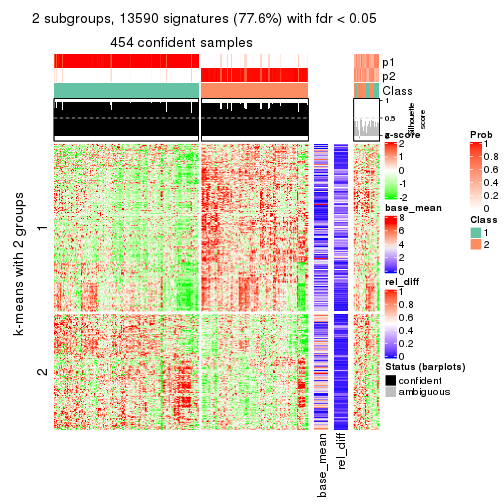 2 subgroups, 13590 signatures (77.6%) with fdr < 0.05
454 confident samples
p1
p2
Class
1
0.5
0
Silhouette
score
k-means with 2 groups
1
2
base_mean
rel_diff
z-score
2
1
0
-1
-2
base_mean
8
6
4
2
0
rel_diff
1
0.8
0.6
0.4
0.2
0
Status (barplots)
confident
ambiguous
Prob
1
0.8
0.6
0.4
0.2
0
Class
1
2